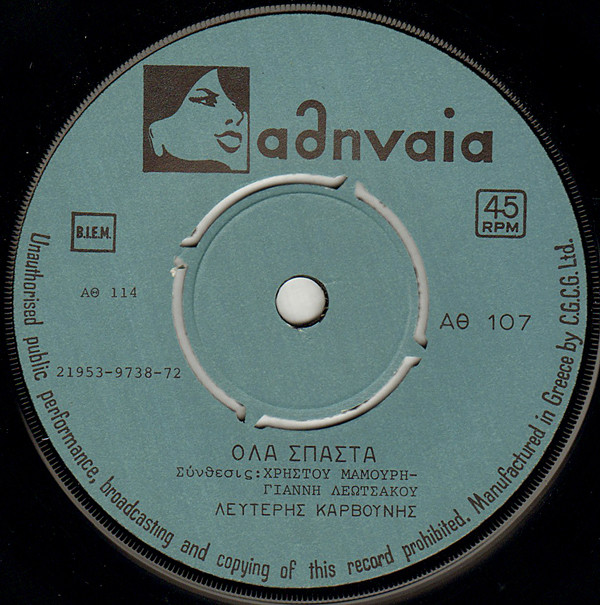 αθηναία
B.I.E.M.
45
RPM
ΑΘ 114
ΑΘ 107
21953-9738-72
ΟΛΑ ΣΠΑΣΤΑ
Σύνθεσις:ΧΡΗΣΤΟΥ ΜΑΜΟΥΡΗ-
ΓΙΑΝΝΗ ΛΕΩΤΣΑΚΟΥ
ΛΕΥΤΕΡΗΣ ΚΑΡΒΟΥΝΗΣ
Unauthorised public performance, broadcasting and copying of this record prohibited. Manufactured in Greece by C.G.C.G. Ltd.